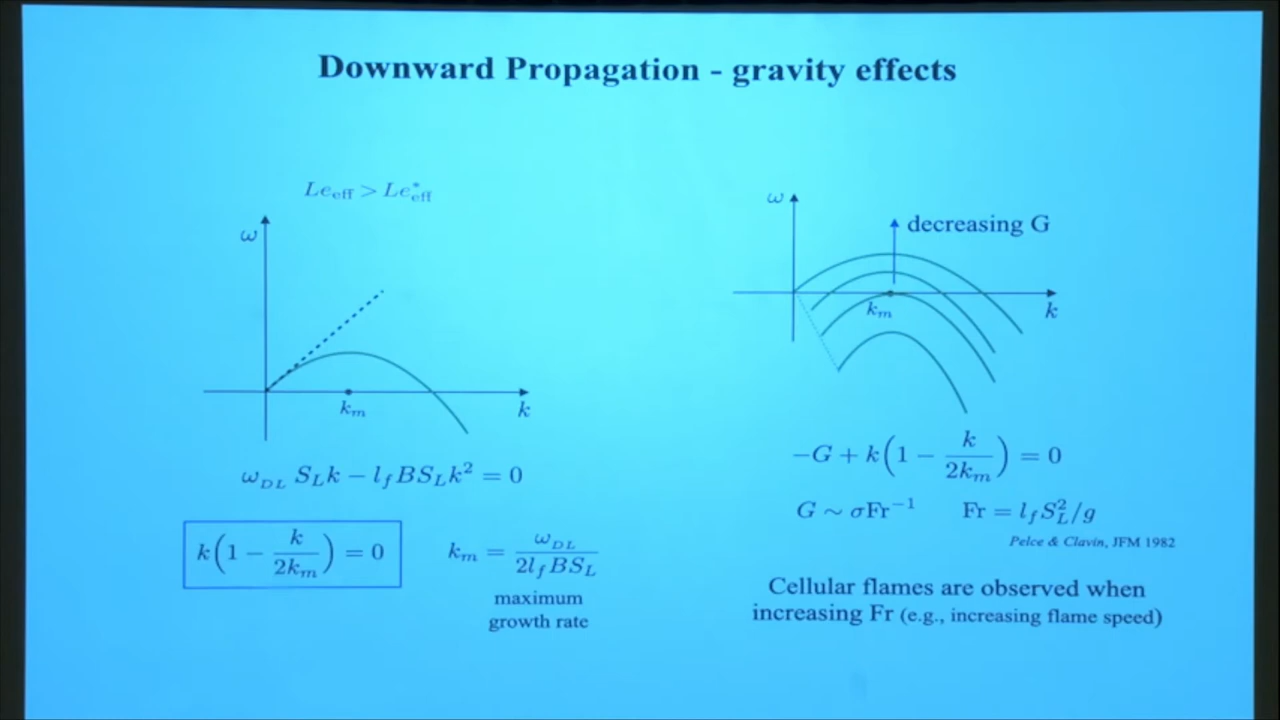 Downward Propagation - gravity effects
Le_eff > Le*_eff
ω
k_m
k
ω_DL S_L k − l_f B S_L k² = 0
k(1 − k/2k_m) = 0
k_m = ω_DL / 2l_f B S_L
maximum
growth rate
ω
decreasing G
k_m
k
−G + k(1 − k/2k_m) = 0
G ∼ σFr⁻¹ Fr = l_f S_L²/g
Pelce & Clavin, JFM 1982
Cellular flames are observed when
increasing Fr (e.g., increasing flame speed)